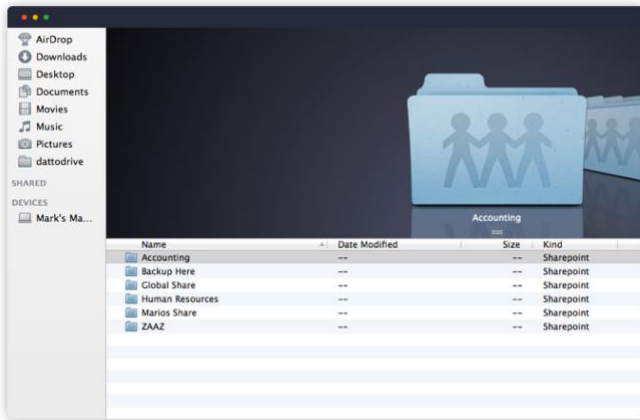 AirDrop
Downloads
Desktop
Documents
Movies
Music
Pictures
dattodrive
SHARED
DEVICES
Mark's Ma...
Accounting
Name Date Modified Size Kind
Accounting -- -- Sharepoint
Backup Here -- -- Sharepoint
Global Share -- -- Sharepoint
Human Resources -- -- Sharepoint
Marios Share -- -- Sharepoint
ZAAZ -- -- Sharepoint